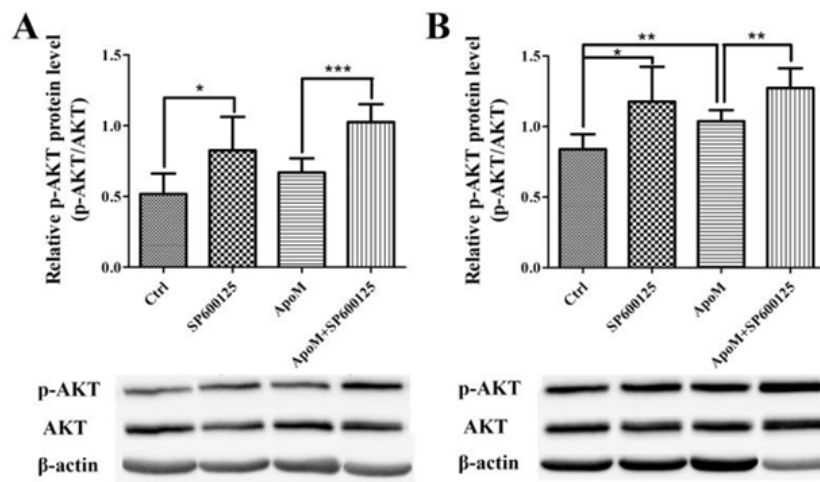 A
Relative p-AKT protein level
(p-AKT/AKT)
1.5
1.0
0.5
0.0
*
***
Ctrl
SP600125
ApoM
ApoM+SP600125
p-AKT
AKT
β-actin
B
Relative p-AKT protein level
(p-AKT/AKT)
1.5
1.0
0.5
0.0
**
*
**
Ctrl
SP600125
ApoM
ApoM+SP600125
p-AKT
AKT
β-actin